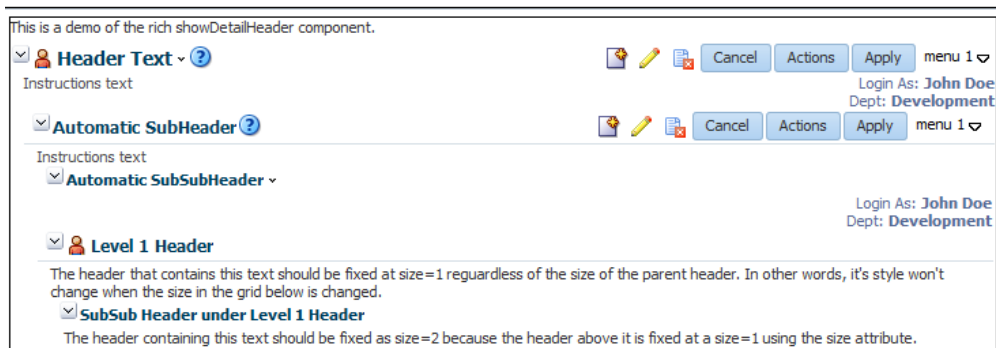 This is a demo of the rich showDetailHeader component.
Header Text Cancel Actions Apply menu 1
Instructions text Login As: John Doe
Dept: Development
Automatic SubHeader Cancel Actions Apply menu 1
Instructions text
Automatic SubSubHeader
Login As: John Doe
Dept: Development
Level 1 Header
The header that contains this text should be fixed at size=1 reguardless of the size of the parent header. In other words, it's style won't
change when the size in the grid below is changed.
SubSub Header under Level 1 Header
The header containing this text should be fixed as size=2 because the header above it is fixed at a size=1 using the size attribute.